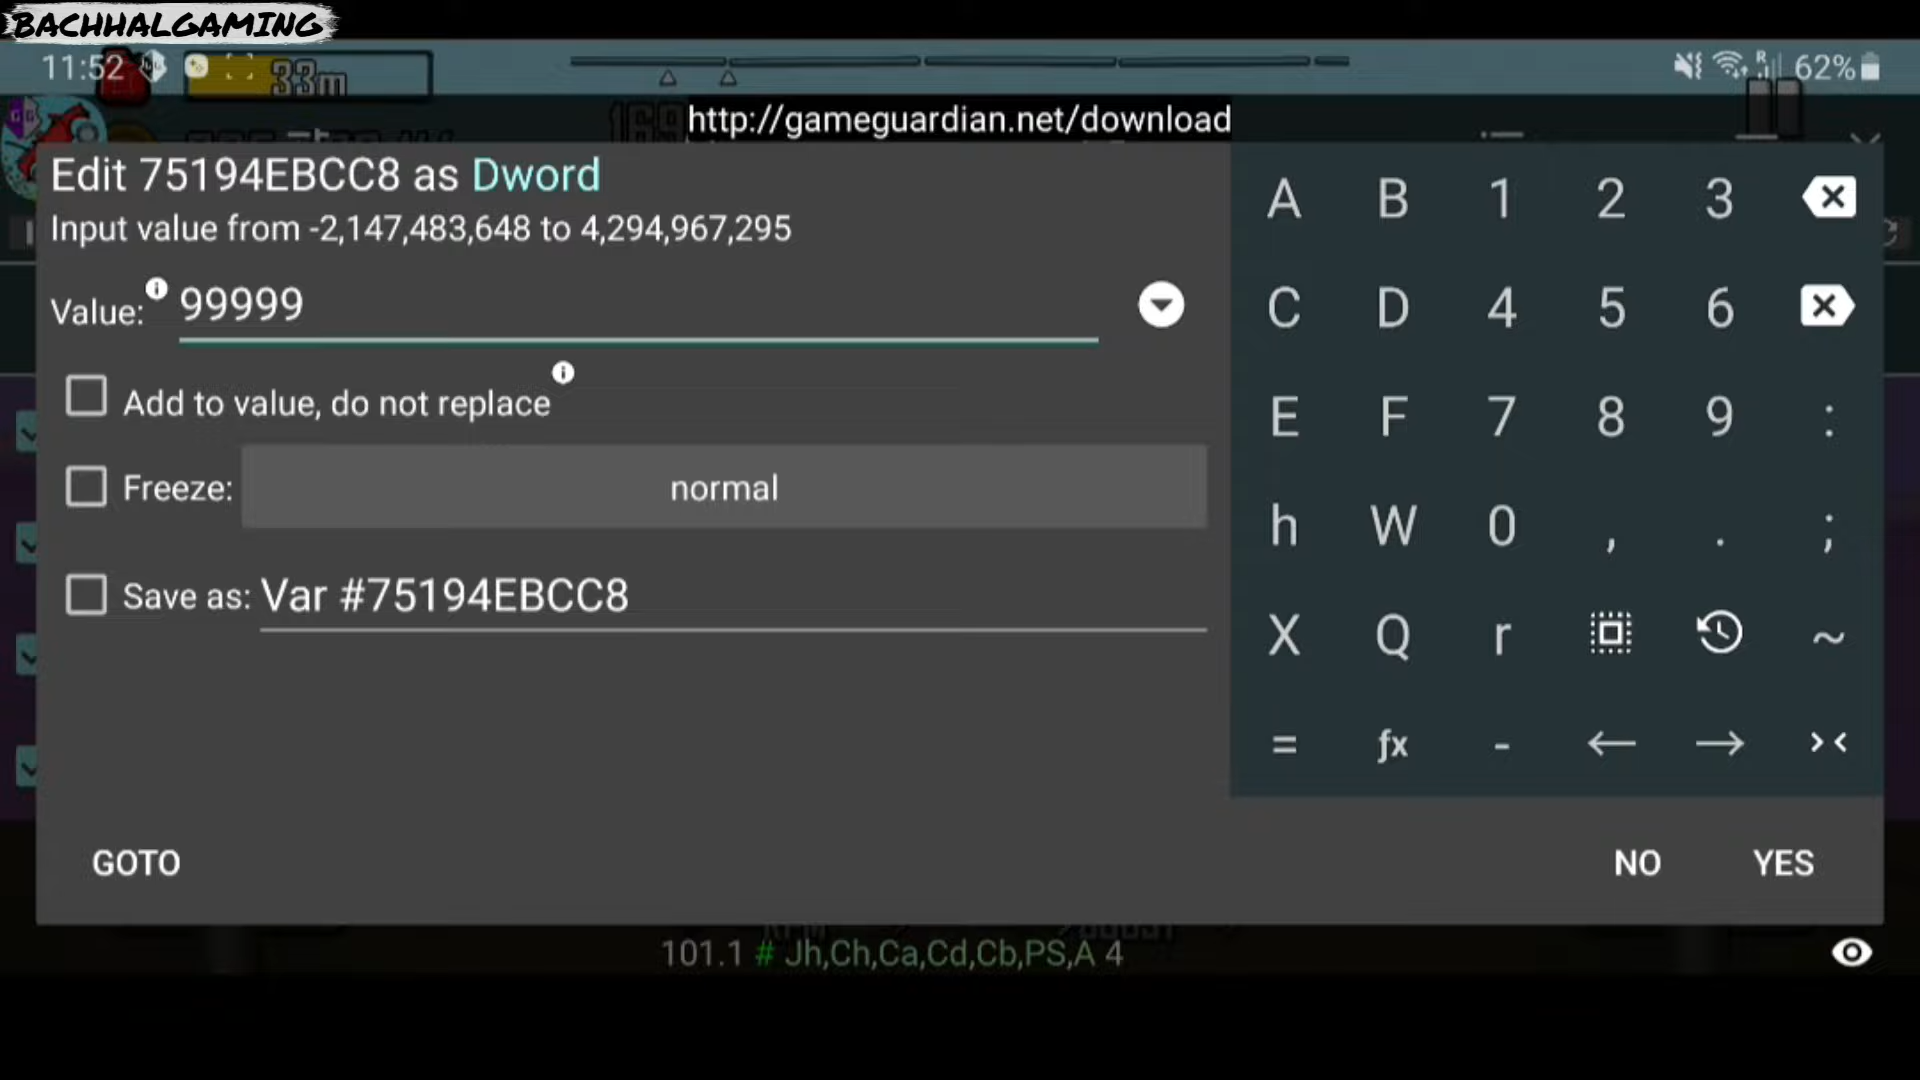 BACHHALGAMING
11:52
33m
R
62%
169
http://gameguardian.net/download
Edit 75194EBCC8 as Dword
Input value from -2,147,483,648 to 4,294,967,295
Value: 99999
Add to value, do not replace
Freeze: normal
Save as: Var #75194EBCC8
A B 1 2 3
C D 4 5 6
E F 7 8 9 :
h W 0 , . ;
X Q r ~
= ƒx - ← → ><
GOTO NO YES
101.1 # Jh,Ch,Ca,Cd,Cb,PS,A 4